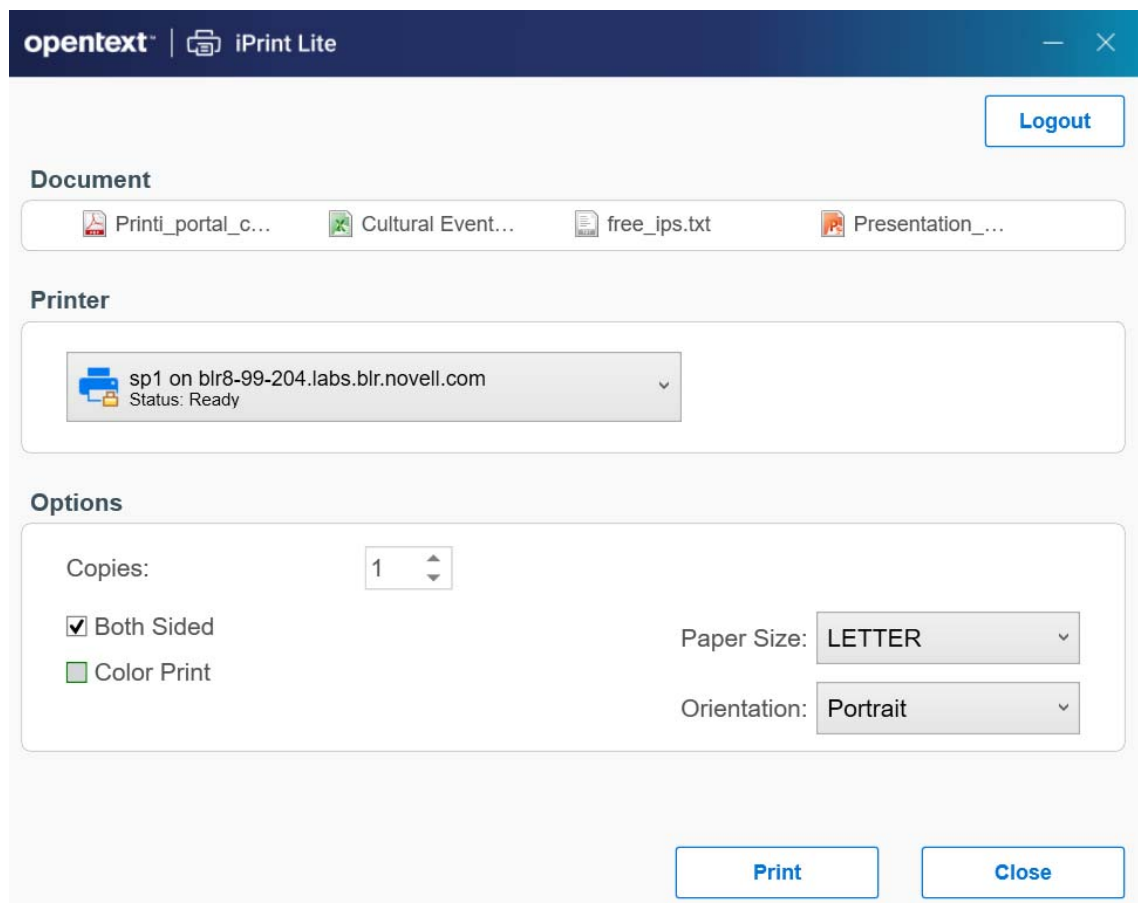 opentext™ | iPrint Lite
Logout
Document
Printi_portal_c... Cultural Event... free_ips.txt Presentation_...
Printer
sp1 on blr8-99-204.labs.blr.novell.com
Status: Ready
Options
Copies: 1
Both Sided
Paper Size: LETTER
Color Print
Orientation: Portrait
Print Close